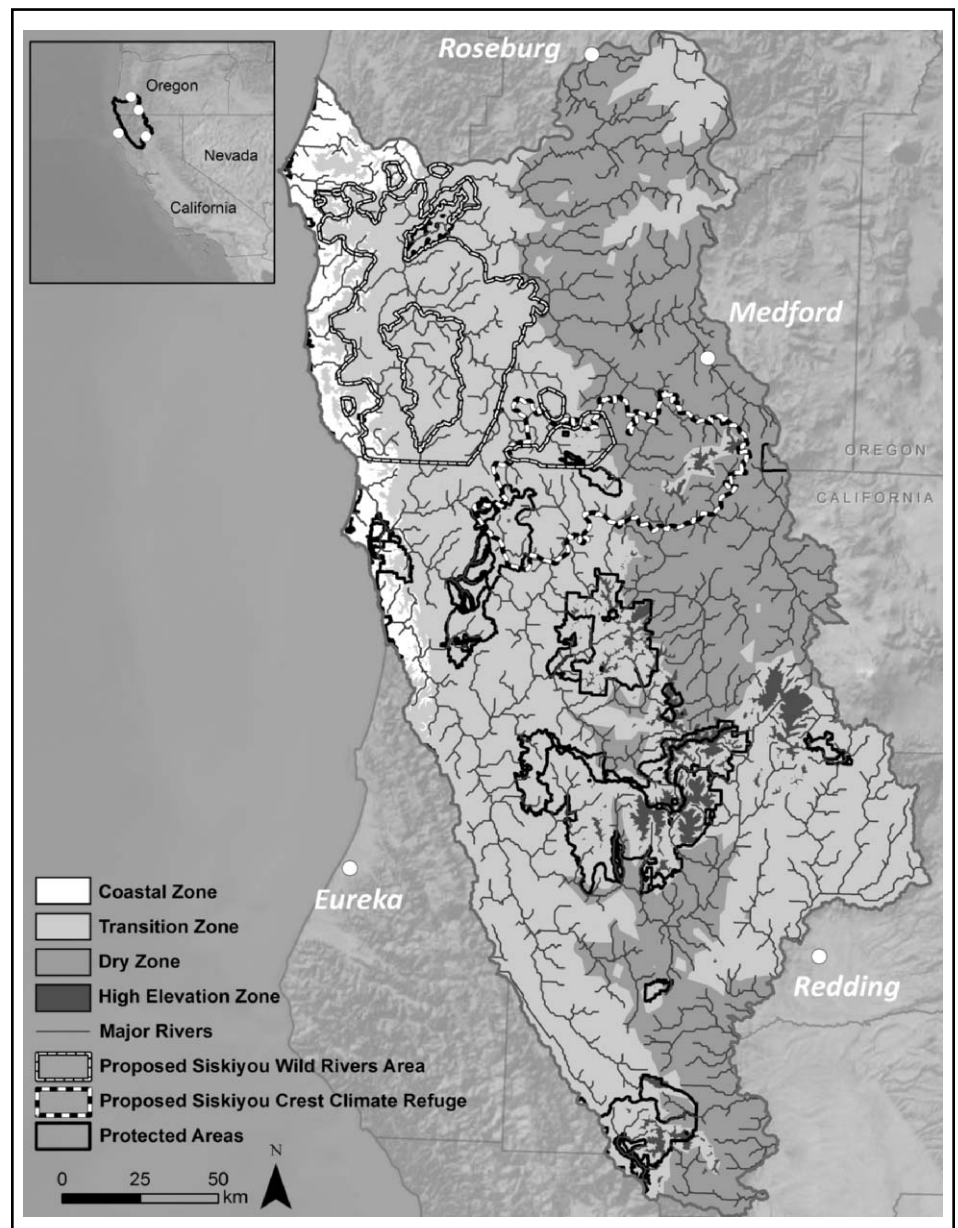 Roseburg
Oregon
Nevada
California
Medford
OREGON
CALIFORNIA
Eureka
Redding
Coastal Zone
Transition Zone
Dry Zone
High Elevation Zone
Major Rivers
Proposed Siskiyou Wild Rivers Area
Proposed Siskiyou Crest Climate Refuge
Protected Areas
N
0 25 50
km